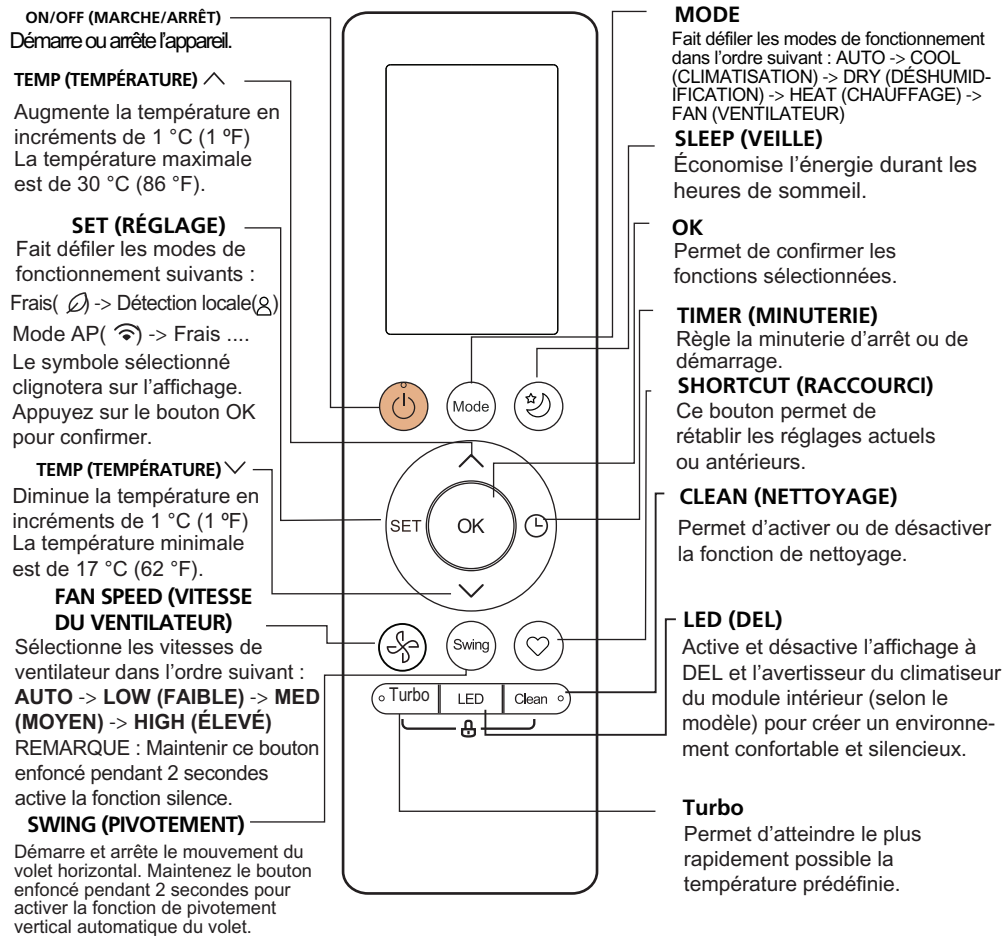 ON/OFF (MARCHE/ARRÊT)
Démarre ou arrête l'appareil.
TEMP (TEMPÉRATURE)
Augmente la température en
incréments de 1 °C (1 ºF)
La température maximale
est de 30 °C (86 °F).
SET (RÉGLAGE)
Fait défiler les modes de
fonctionnement suivants :
Frais( ) -> Détection locale( )
Mode AP( ) -> Frais ....
Le symbole sélectionné
clignotera sur l'affichage.
Appuyez sur le bouton OK
pour confirmer.
TEMP (TEMPÉRATURE)
Diminue la température en
incréments de 1 °C (1 ºF)
La température minimale
est de 17 °C (62 °F).
FAN SPEED (VITESSE
DU VENTILATEUR)
Sélectionne les vitesses de
ventilateur dans l'ordre suivant :
AUTO -> LOW (FAIBLE) -> MED
(MOYEN) -> HIGH (ÉLEVÉ)
REMARQUE : Maintenir ce bouton
enfoncé pendant 2 secondes
active la fonction silence.
SWING (PIVOTEMENT)
Démarre et arrête le mouvement du
volet horizontal. Maintenez le bouton
enfoncé pendant 2 secondes pour
activer la fonction de pivotement
vertical automatique du volet.
Mode
SET
OK
Swing
Turbo
LED
Clean
MODE
Fait défiler les modes de fonctionnement
dans l'ordre suivant : AUTO -> COOL
(CLIMATISATION) -> DRY (DÉSHUMID-
IFICATION) -> HEAT (CHAUFFAGE) ->
FAN (VENTILATEUR)
SLEEP (VEILLE)
Économise l'énergie durant les
heures de sommeil.
OK
Permet de confirmer les
fonctions sélectionnées.
TIMER (MINUTERIE)
Règle la minuterie d'arrêt ou de
démarrage.
SHORTCUT (RACCOURCI)
Ce bouton permet de
rétablir les réglages actuels
ou antérieurs.
CLEAN (NETTOYAGE)
Permet d'activer ou de désactiver
la fonction de nettoyage.
LED (DEL)
Active et désactive l'affichage à
DEL et l'avertisseur du climatiseur
du module intérieur (selon le
modèle) pour créer un environne-
ment confortable et silencieux.
Turbo
Permet d'atteindre le plus
rapidement possible la
température prédéfinie.